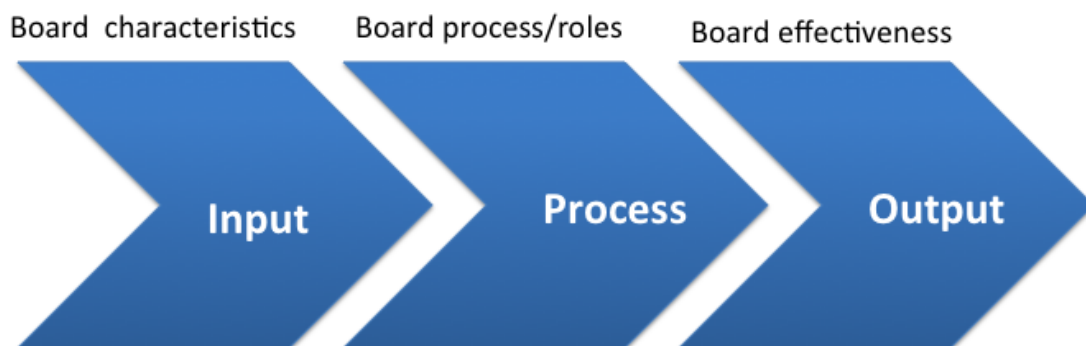 Board characteristics
Board process/roles
Board effectiveness
Input
Process
Output